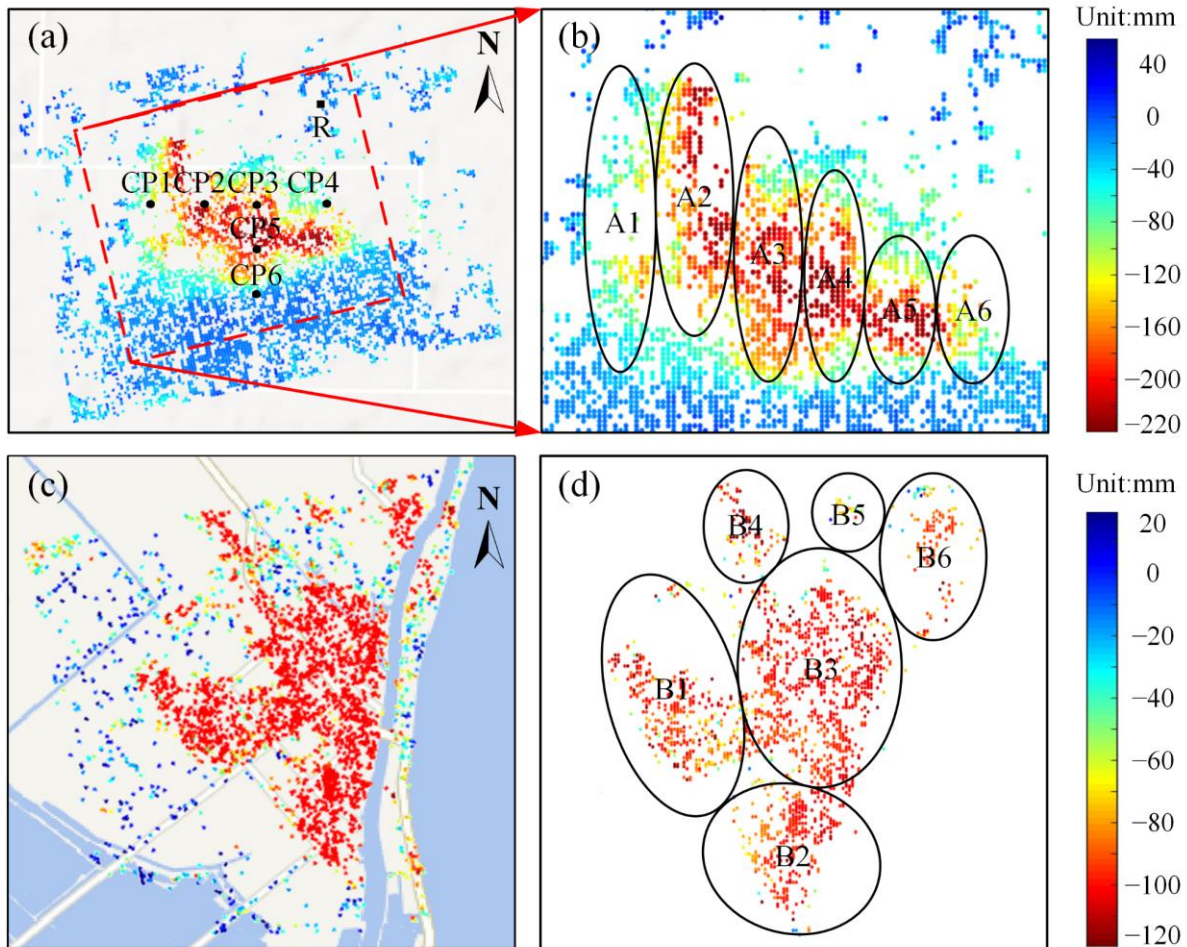 (a)
N
R
CP1 CP2 CP3 CP4
CP5
CP6
(b)
A1 A2 A3 A4 A5 A6
Unit:mm
40
0
−40
−80
−120
−160
−200
−220
(c)
N
(d)
B4 B5 B6
B1 B3
B2
Unit:mm
20
0
−20
−40
−60
−80
−100
−120